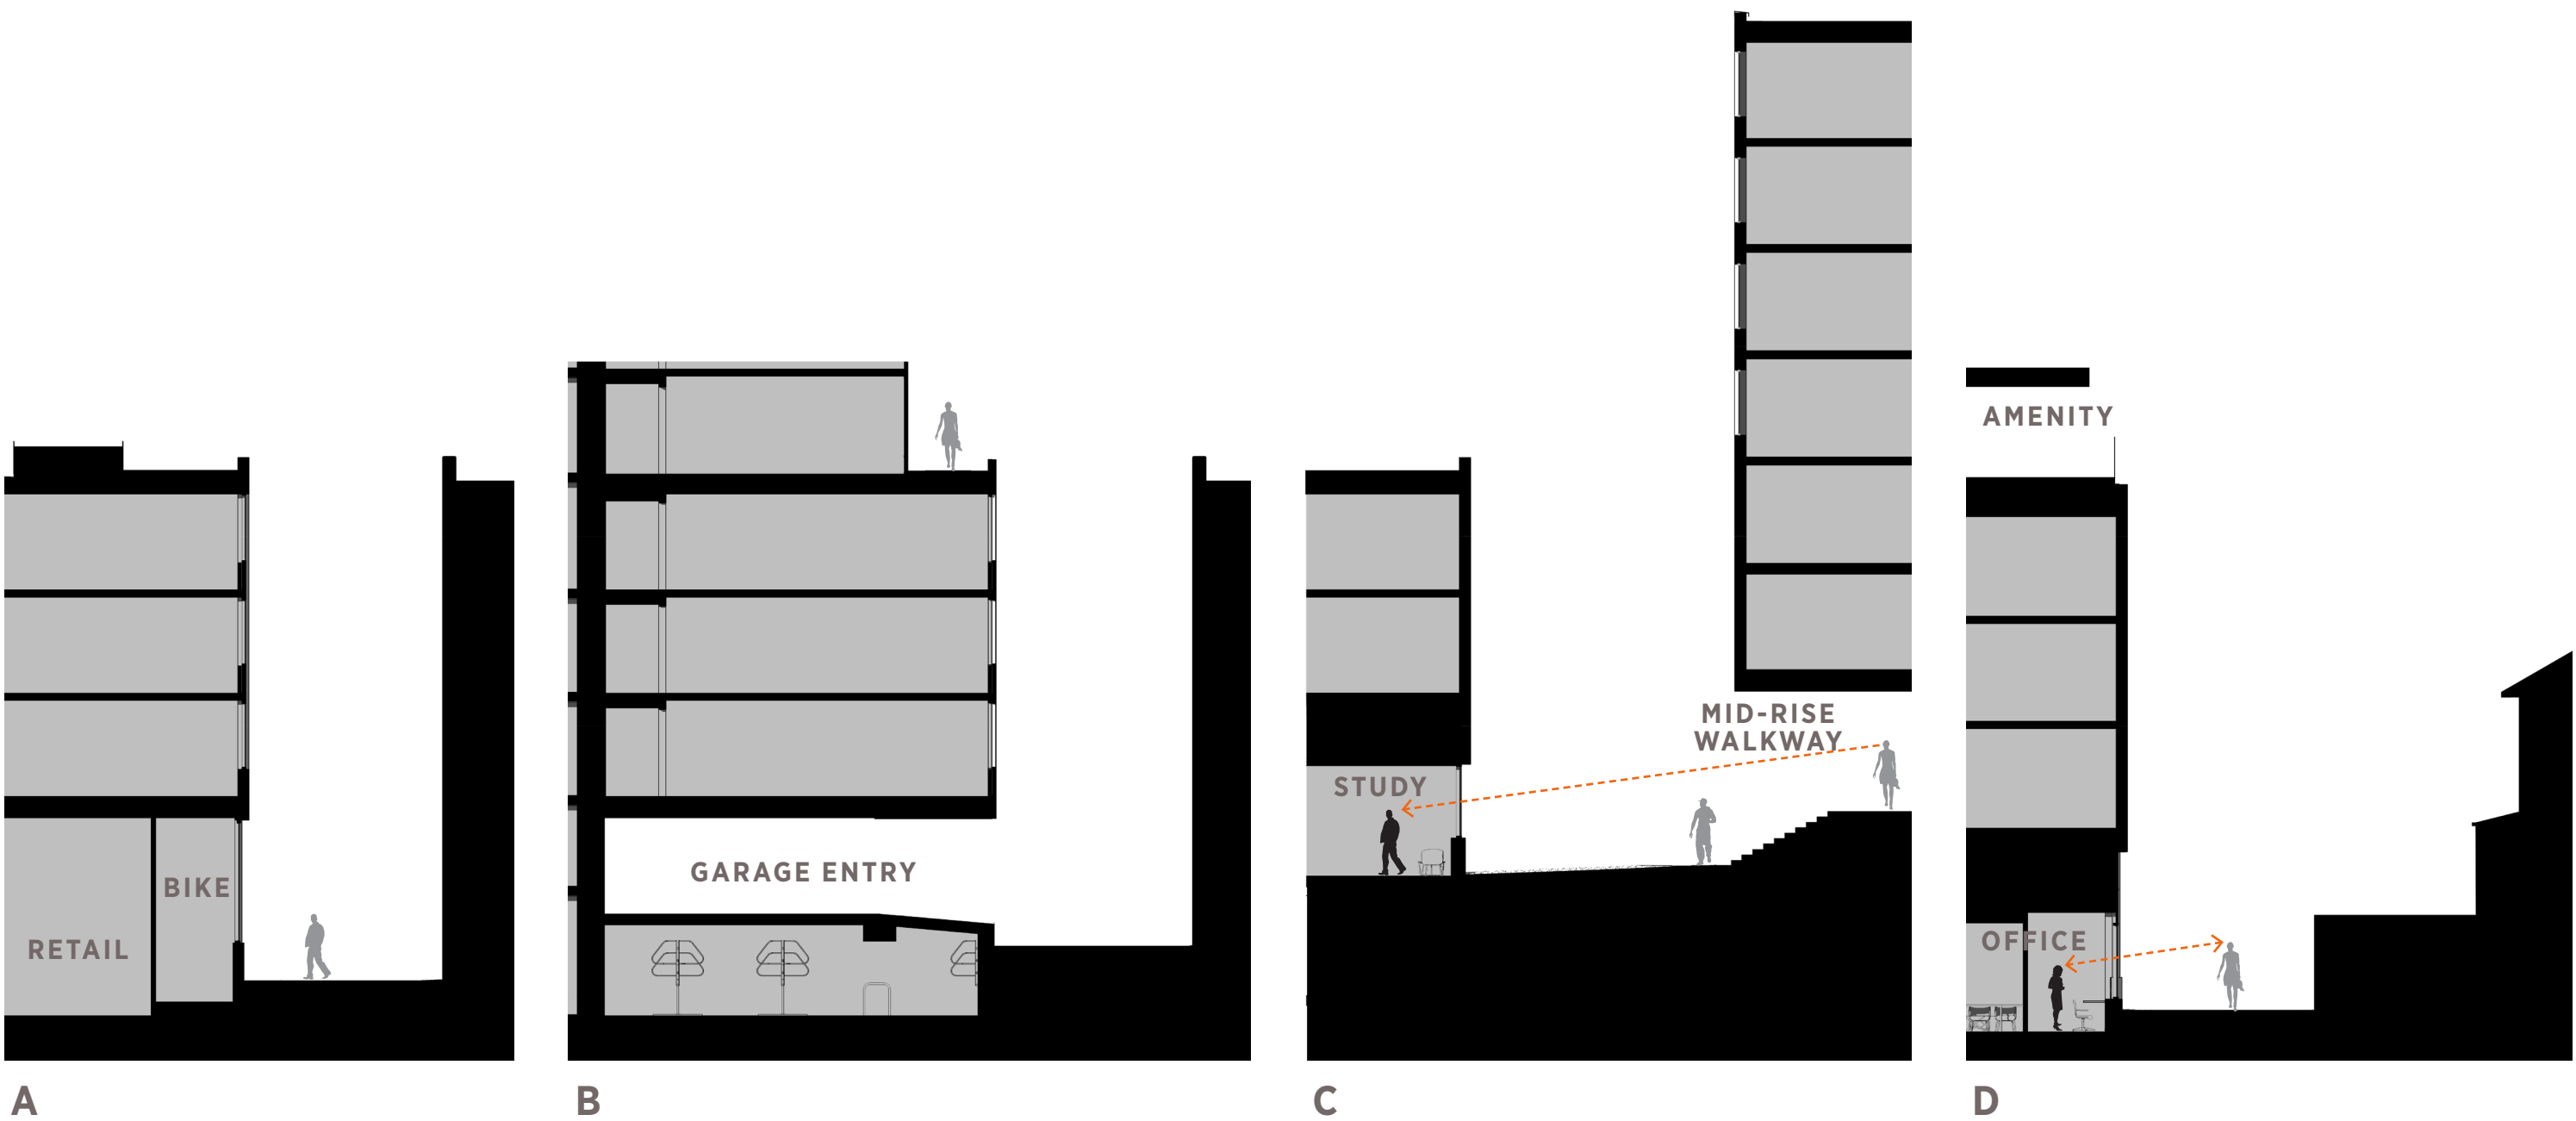 RETAIL
BIKE
GARAGE ENTRY
STUDY
MID-RISE
WALKWAY
AMENITY
OFFICE
A
B
C
D